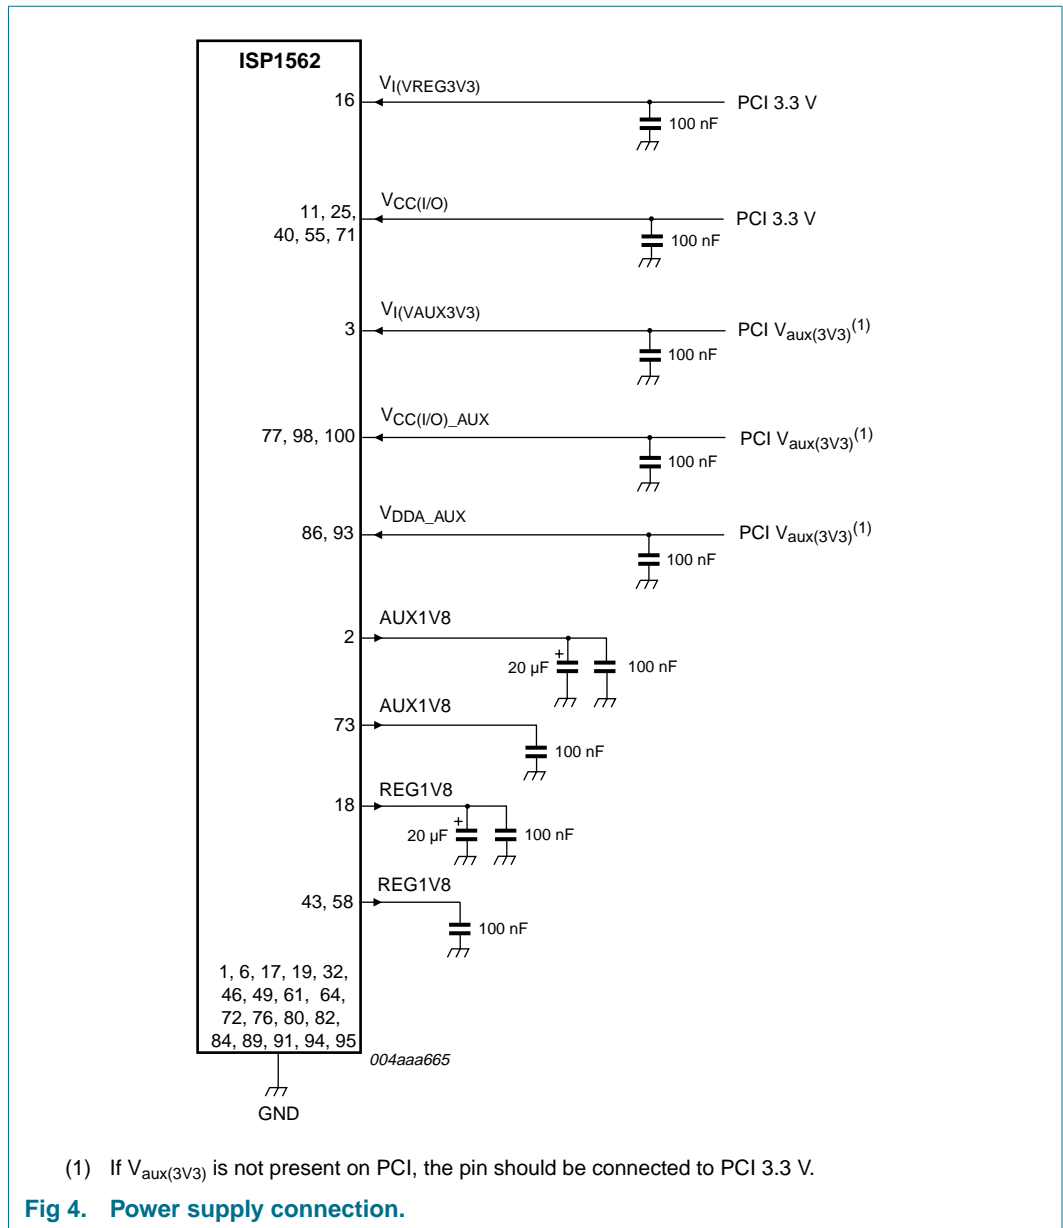 ISP1562
16 VI(VREG3V3) PCI 3.3 V
100 nF
11, 25,
40, 55, 71
VCC(I/O) PCI 3.3 V
100 nF
3 VI(VAUX3V3) PCI Vaux(3V3)(1)
100 nF
77, 98, 100 VCC(I/O)_AUX PCI Vaux(3V3)(1)
100 nF
86, 93 VDDA_AUX PCI Vaux(3V3)(1)
100 nF
2 AUX1V8
+
20 µF 100 nF
73 AUX1V8
100 nF
18 REG1V8
+
20 µF 100 nF
43, 58 REG1V8
100 nF
1, 6, 17, 19, 32,
46, 49, 61, 64,
72, 76, 80, 82,
84, 89, 91, 94, 95
004aaa665
GND
(1) If Vaux(3V3) is not present on PCI, the pin should be connected to PCI 3.3 V.
Fig 4. Power supply connection.